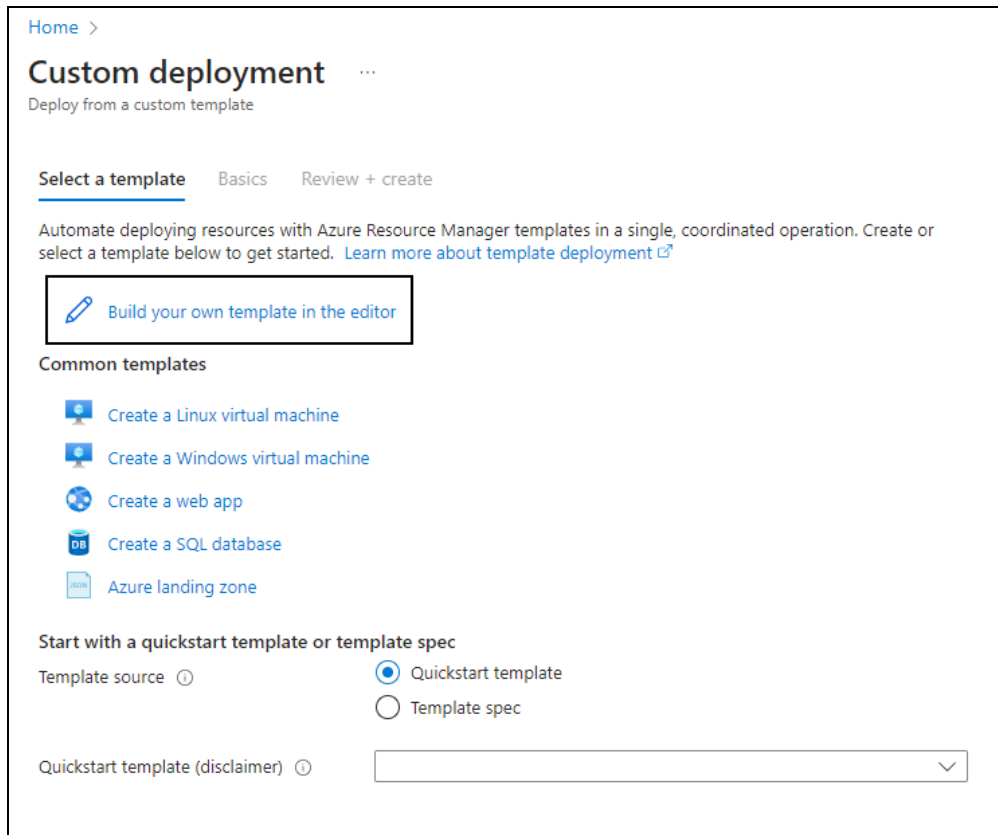 Home >
Custom deployment ...
Deploy from a custom template
Select a template Basics Review + create
Automate deploying resources with Azure Resource Manager templates in a single, coordinated operation. Create or
select a template below to get started. Learn more about template deployment
Build your own template in the editor
Common templates
Create a Linux virtual machine
Create a Windows virtual machine
Create a web app
DB Create a SQL database
JSON Azure landing zone
Start with a quickstart template or template spec
Template source Quickstart template
Template spec
Quickstart template (disclaimer)